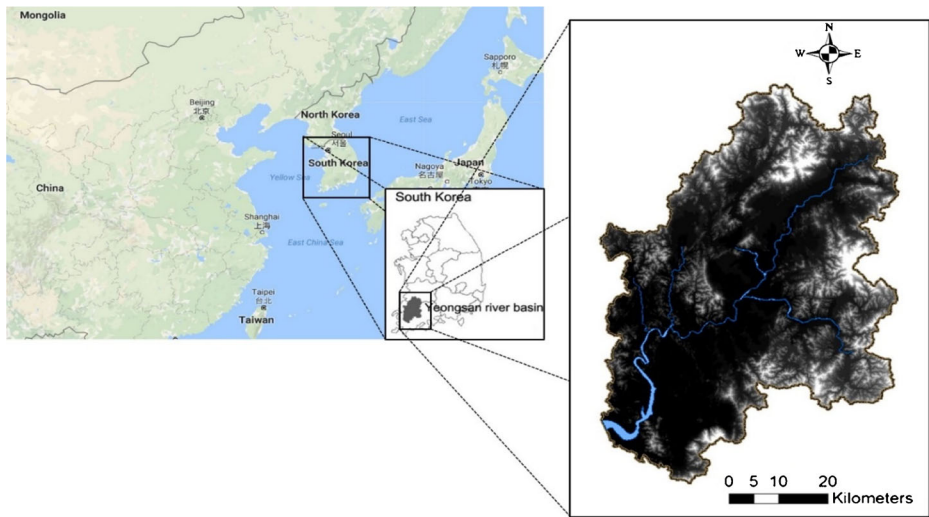 Mongolia
Sapporo
札幌
Beijing
北京
North Korea
East Sea
Seoul
서울
South Korea
Japan
Nagoya
名古屋
Tokyo
Yellow Sea
China
Shanghai
上海
East China Sea
Taipei
台北
Taiwan
South Korea
Yeongsan river basin
N
W
E
S
0 5 10 20
Kilometers